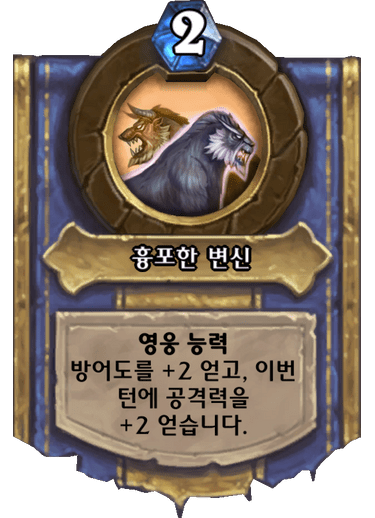 2
흉포한 변신
영웅 능력
방어도를 +2 얻고, 이번
턴에 공격력을
+2 얻습니다.